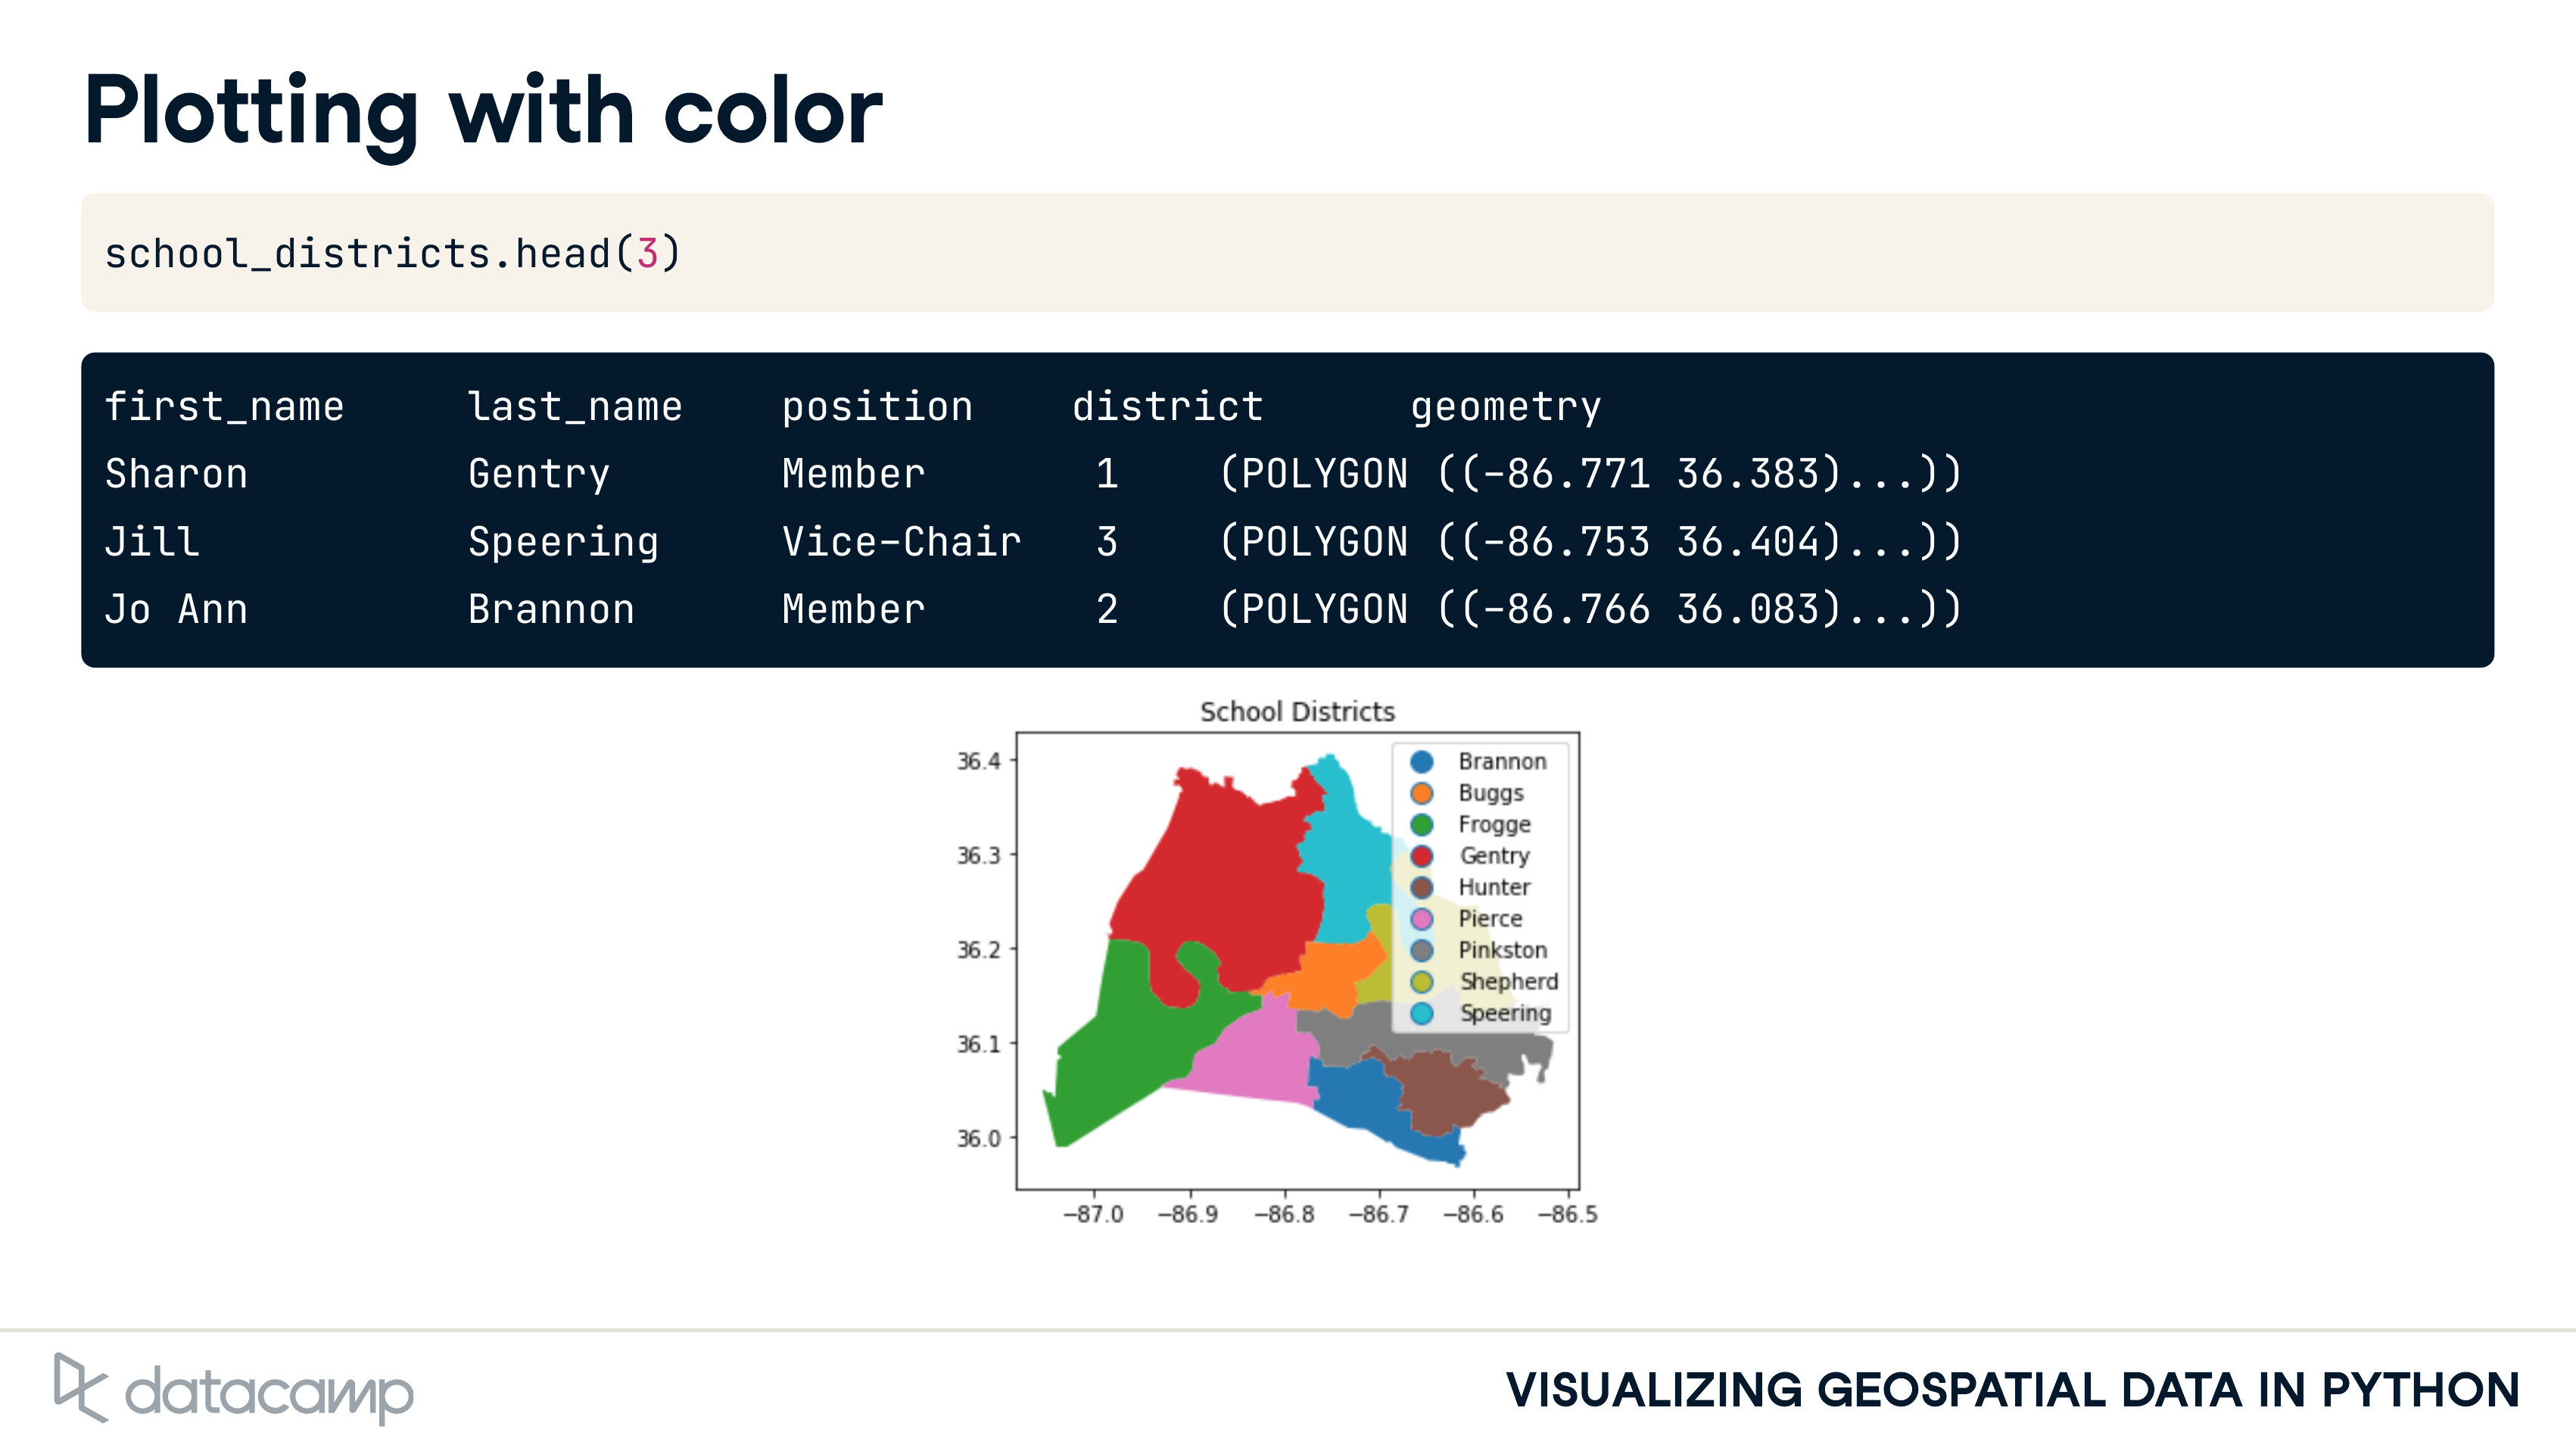 Plotting with color
school_districts.head(3)
first_name last_name position district geometry
Sharon Gentry Member 1 (POLYGON ((-86.771 36.383)...))
Jill Speering Vice-Chair 3 (POLYGON ((-86.753 36.404)...))
Jo Ann Brannon Member 2 (POLYGON ((-86.766 36.083)...))
School Districts
36.4
36.3
36.2
36.1
36.0
Brannon
Buggs
Frogge
Gentry
Hunter
Pierce
Pinkston
Shepherd
Speering
−87.0 −86.9 −86.8 −86.7 −86.6 −86.5
datacamp
VISUALIZING GEOSPATIAL DATA IN PYTHON